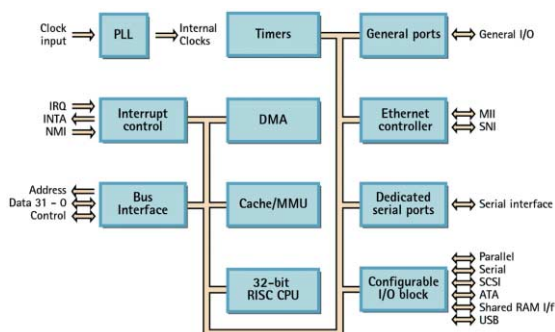 Clock
input
PLL
Internal
Clocks
Timers
General ports
General I/O
IRQ
INTA
NMI
Interrupt
control
DMA
Ethernet
controller
MII
SNI
Address
Data 31 - 0
Control
Bus
Interface
Cache/MMU
Dedicated
serial ports
Serial interface
32-bit
RISC CPU
Configurable
I/O block
Parallel
Serial
SCSI
ATA
Shared RAM I/f
USB